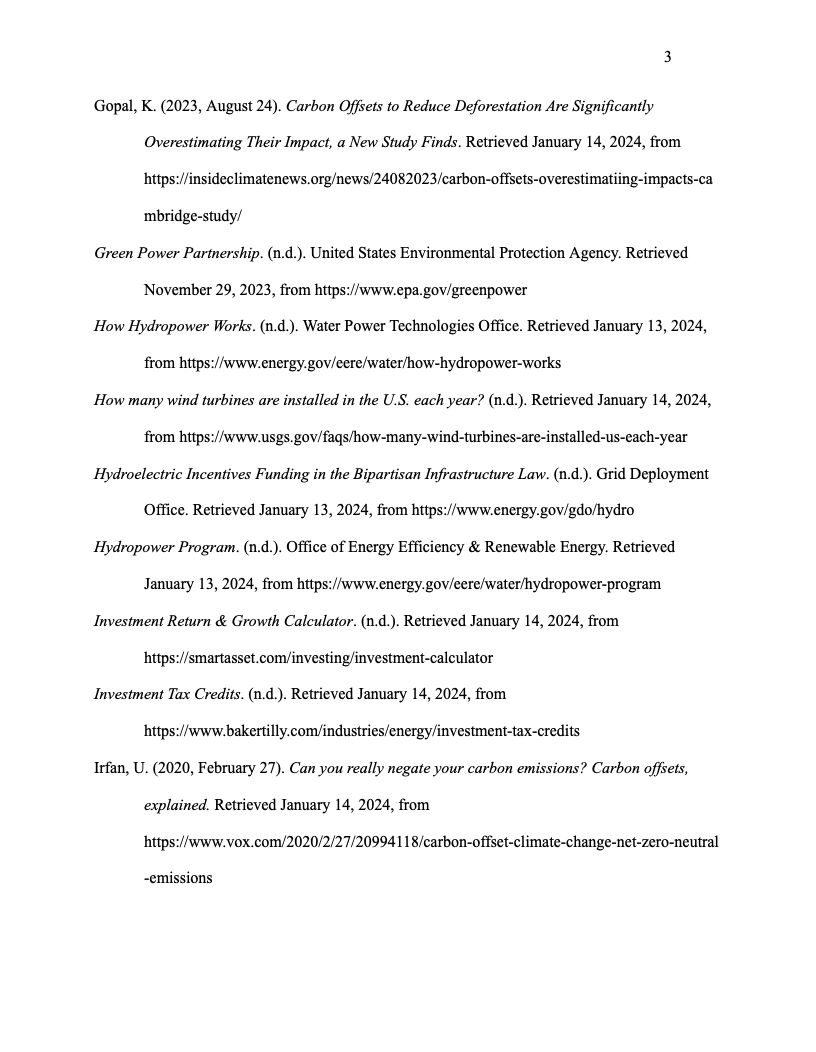 3
Gopal, K. (2023, August 24). Carbon Offsets to Reduce Deforestation Are Significantly
Overestimating Their Impact, a New Study Finds. Retrieved January 14, 2024, from
https://insideclimatenews.org/news/24082023/carbon-offsets-overestimatiing-impacts-ca
mbridge-study/
Green Power Partnership. (n.d.). United States Environmental Protection Agency. Retrieved
November 29, 2023, from https://www.epa.gov/greenpower
How Hydropower Works. (n.d.). Water Power Technologies Office. Retrieved January 13, 2024,
from https://www.energy.gov/eere/water/how-hydropower-works
How many wind turbines are installed in the U.S. each year? (n.d.). Retrieved January 14, 2024,
from https://www.usgs.gov/faqs/how-many-wind-turbines-are-installed-us-each-year
Hydroelectric Incentives Funding in the Bipartisan Infrastructure Law. (n.d.). Grid Deployment
Office. Retrieved January 13, 2024, from https://www.energy.gov/gdo/hydro
Hydropower Program. (n.d.). Office of Energy Efficiency & Renewable Energy. Retrieved
January 13, 2024, from https://www.energy.gov/eere/water/hydropower-program
Investment Return & Growth Calculator. (n.d.). Retrieved January 14, 2024, from
https://smartasset.com/investing/investment-calculator
Investment Tax Credits. (n.d.). Retrieved January 14, 2024, from
https://www.bakertilly.com/industries/energy/investment-tax-credits
Irfan, U. (2020, February 27). Can you really negate your carbon emissions? Carbon offsets,
explained. Retrieved January 14, 2024, from
https://www.vox.com/2020/2/27/20994118/carbon-offset-climate-change-net-zero-neutral
-emissions